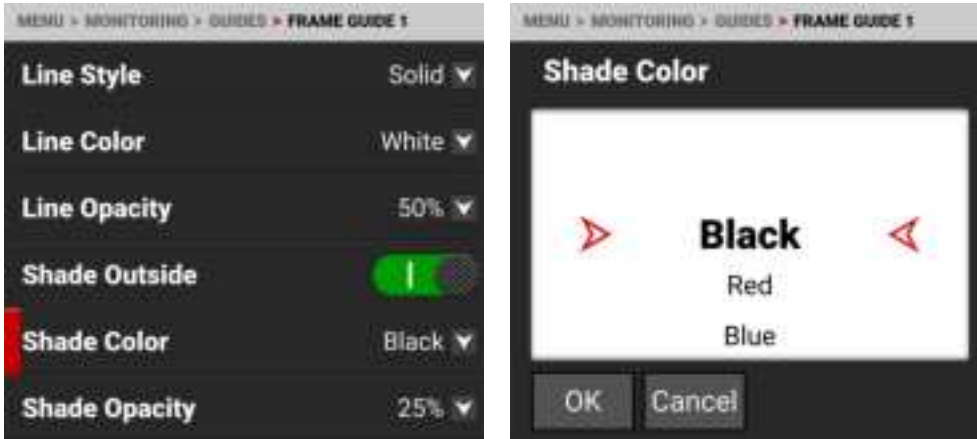 MENU > MONITORING > GUIDES > FRAME GUIDE 1
Line Style Solid
Line Color White
Line Opacity 50%
Shade Outside
Shade Color Black
Shade Opacity 25%
MENU > MONITORING > GUIDES > FRAME GUIDE 1
Shade Color
Black
Red
Blue
OK Cancel